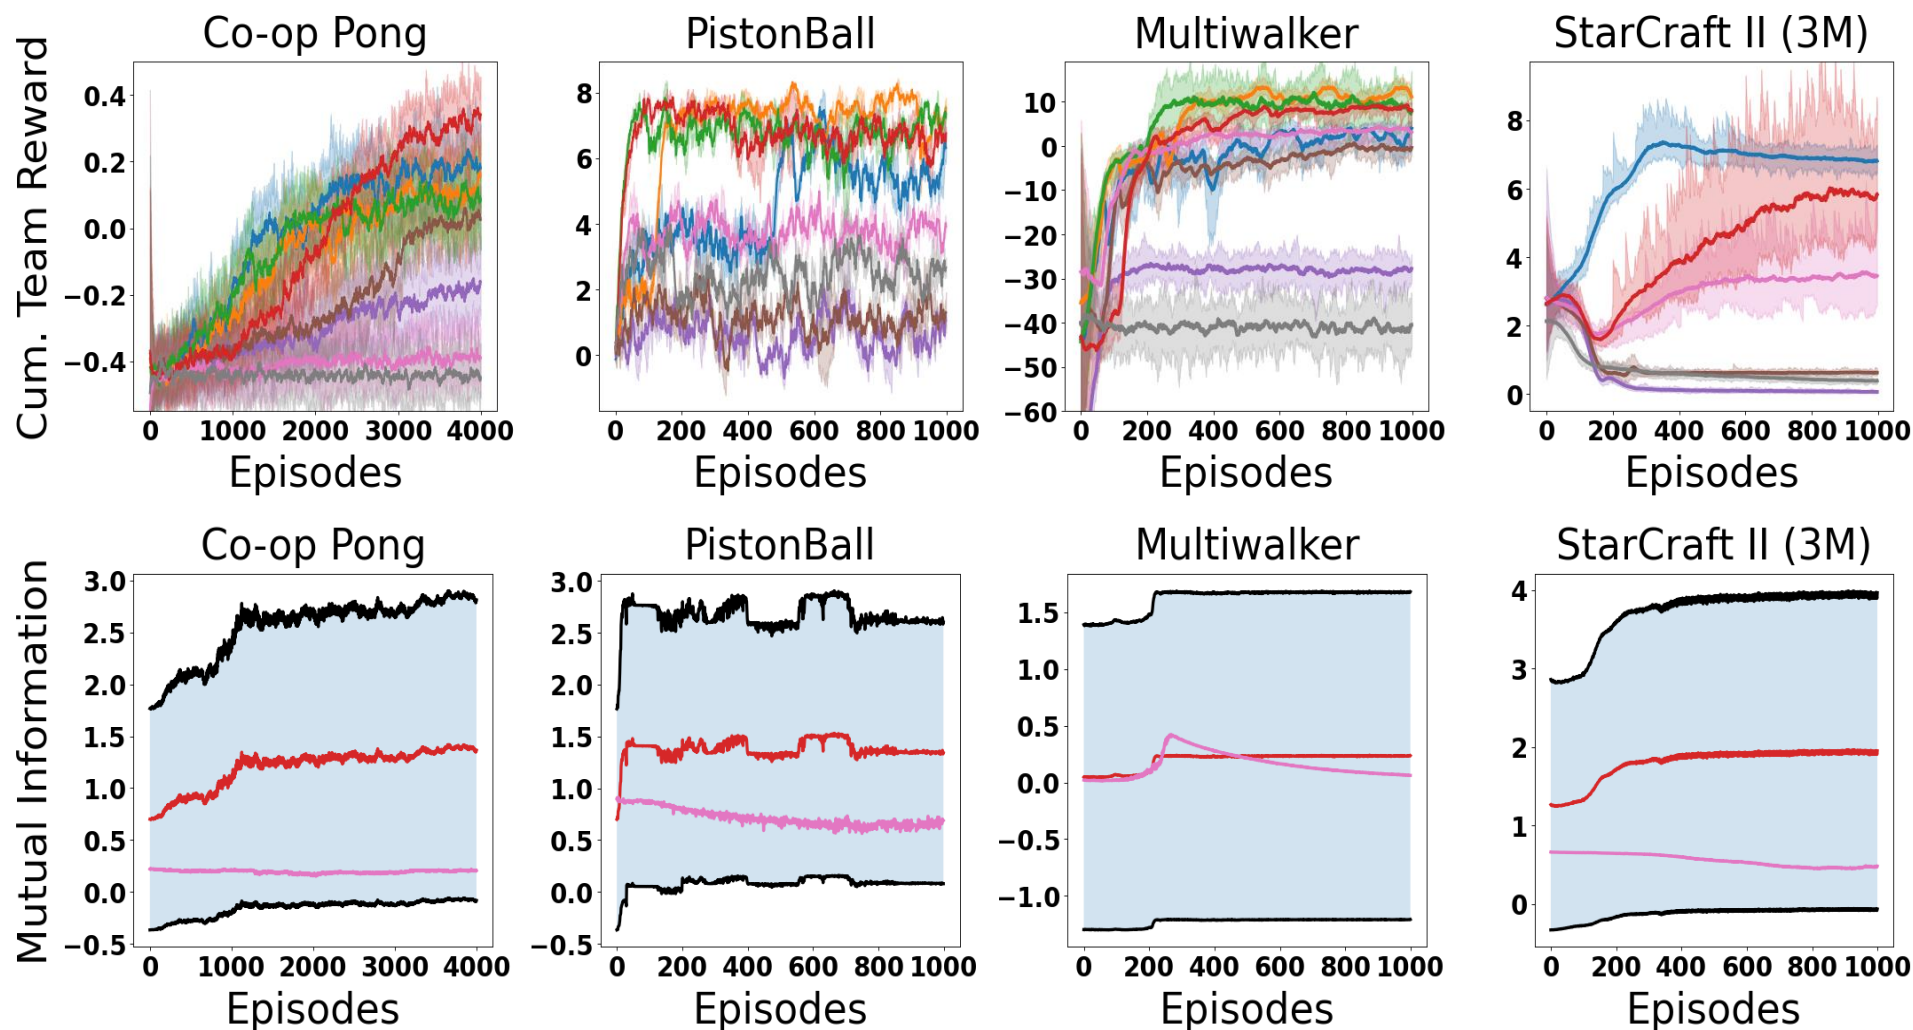 Co-op Pong PistonBall Multiwalker StarCraft II (3M)
Cum. Team Reward
0.4 0.2 0.0 −0.2 −0.4
8 6 4 2 0
10 0 −10 −20 −30 −40 −50 −60
8 6 4 2 0
0 1000 2000 3000 4000 0 200 400 600 800 1000 0 200 400 600 800 1000 0 200 400 600 800 1000
Episodes Episodes Episodes Episodes
Co-op Pong PistonBall Multiwalker StarCraft II (3M)
Mutual Information
3.0 2.5 2.0 1.5 1.0 0.5 0.0 −0.5
3.0 2.5 2.0 1.5 1.0 0.5 0.0 −0.5
1.5 1.0 0.5 0.0 −0.5 −1.0
4 3 2 1 0
0 1000 2000 3000 4000 0 200 400 600 800 1000 0 200 400 600 800 1000 0 200 400 600 800 1000
Episodes Episodes Episodes Episodes